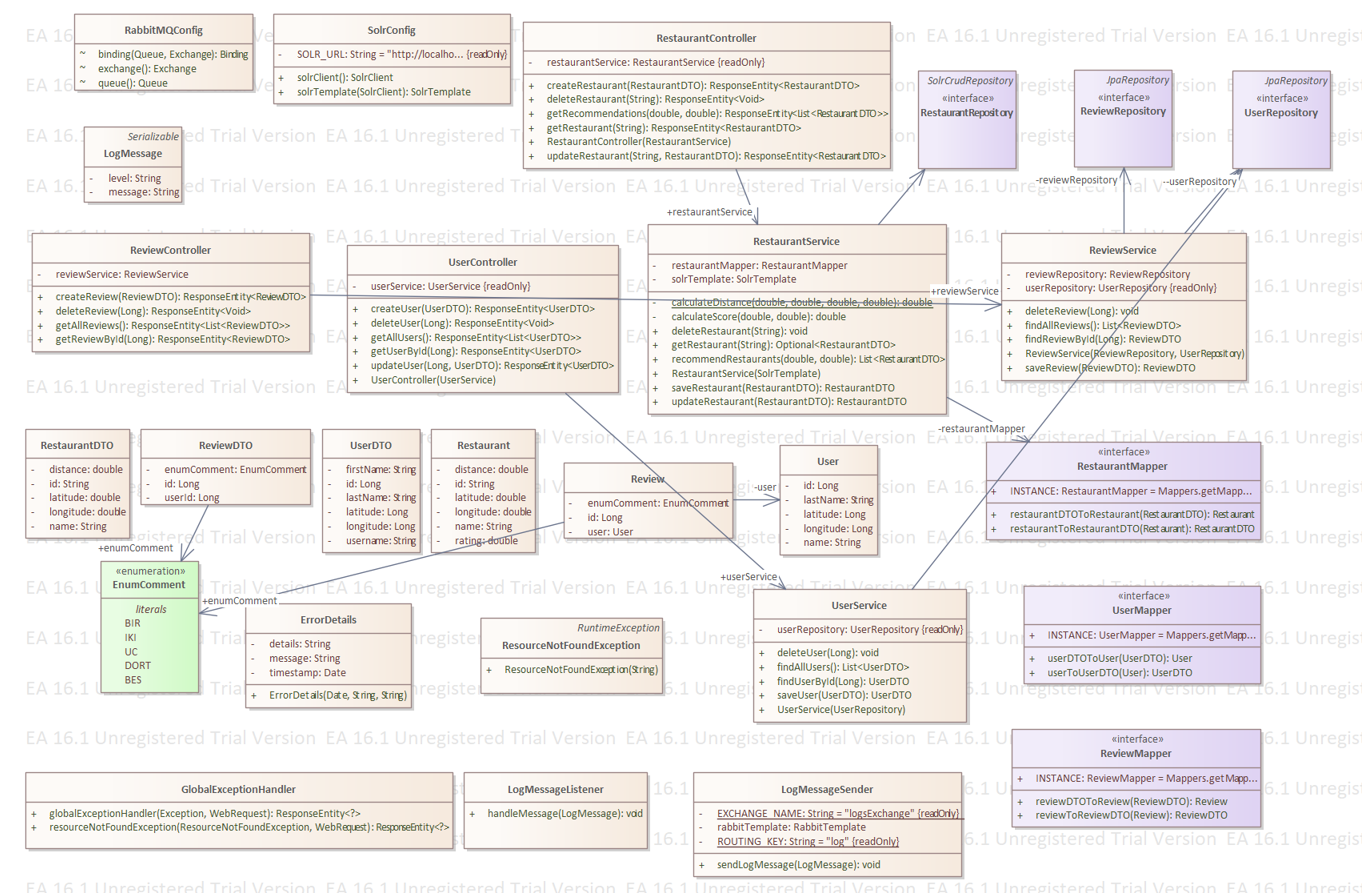 RabbitMQConfig
~ binding(Queue, Exchange): Binding
~ exchange(): Exchange
~ queue(): Queue
SolrConfig
- SOLR_URL: String = "http://localho... {readOnly}
+ solrClient(): SolrClient
+ solrTemplate(SolrClient): SolrTemplate
RestaurantController
- restaurantService: RestaurantService {readOnly}
+ createRestaurant(RestaurantDTO): ResponseEntity<RestaurantDTO>
+ deleteRestaurant(String): ResponseEntity<Void>
+ getRecommendations(double, double): ResponseEntity<List<RestaurantDTO>>
+ getRestaurant(String): ResponseEntity<RestaurantDTO>
+ RestaurantController(RestaurantService)
+ updateRestaurant(String, RestaurantDTO): ResponseEntity<RestaurantDTO>
SolrCrudRepository
«interface»
RestaurantRepository
JpaRepository
«interface»
ReviewRepository
JpaRepository
«interface»
UserRepository
Serializable
LogMessage
- level: String
- message: String
-reviewRepository
--userRepository
+restaurantService
ReviewController
- reviewService: ReviewService
+ createReview(ReviewDTO): ResponseEntity<ReviewDTO>
+ deleteReview(Long): ResponseEntity<Void>
+ getAllReviews(): ResponseEntity<List<ReviewDTO>>
+ getReviewById(Long): ResponseEntity<ReviewDTO>
UserController
- userService: UserService {readOnly}
+ createUser(UserDTO): ResponseEntity<UserDTO>
+ deleteUser(Long): ResponseEntity<Void>
+ getAllUsers(): ResponseEntity<List<UserDTO>>
+ getUserById(Long): ResponseEntity<UserDTO>
+ updateUser(Long, UserDTO): ResponseEntity<UserDTO>
+ UserController(UserService)
RestaurantService
- restaurantMapper: RestaurantMapper
- solrTemplate: SolrTemplate
- calculateDistance(double, double, double, double): double
- calculateScore(double, double): double
+ deleteRestaurant(String): void
+ getRestaurant(String): Optional<RestaurantDTO>
+ recommendRestaurants(double, double): List<RestaurantDTO>
+ RestaurantService(SolrTemplate)
+ saveRestaurant(RestaurantDTO): RestaurantDTO
+ updateRestaurant(RestaurantDTO): RestaurantDTO
+reviewService
ReviewService
- reviewRepository: ReviewRepository
- userRepository: UserRepository {readOnly}
+ deleteReview(Long): void
+ findAllReviews(): List<ReviewDTO>
+ findReviewById(Long): ReviewDTO
+ ReviewService(ReviewRepository, UserRepository)
+ saveReview(ReviewDTO): ReviewDTO
-restaurantMapper
RestaurantDTO
- distance: double
- id: String
- latitude: double
- longitude: double
- name: String
ReviewDTO
- enumComment: EnumComment
- id: Long
- userId: Long
UserDTO
- firstName: String
- id: Long
- lastName: String
- latitude: Long
- longitude: Long
- username: String
Restaurant
- distance: double
- id: String
- latitude: double
- longitude: double
- name: String
- rating: double
Review
- enumComment: EnumComment
- id: Long
- user: User
-user
User
- id: Long
- lastName: String
- latitude: Long
- longitude: Long
- name: String
«interface»
RestaurantMapper
+ INSTANCE: RestaurantMapper = Mappers.getMapp...
+ restaurantDTOToRestaurant(RestaurantDTO): Restaurant
+ restaurantToRestaurantDTO(Restaurant): RestaurantDTO
+enumComment
«enumeration»
EnumComment
literals
BIR
IKI
UC
DORT
BES
+enumComment
ErrorDetails
- details: String
- message: String
- timestamp: Date
+ ErrorDetails(Date, String, String)
RuntimeException
ResourceNotFoundException
+ ResourceNotFoundException(String)
+userService
UserService
- userRepository: UserRepository {readOnly}
+ deleteUser(Long): void
+ findAllUsers(): List<UserDTO>
+ findUserById(Long): UserDTO
+ saveUser(UserDTO): UserDTO
+ UserService(UserRepository)
«interface»
UserMapper
+ INSTANCE: UserMapper = Mappers.getMapp...
+ userDTOToUser(UserDTO): User
+ userToUserDTO(User): UserDTO
«interface»
ReviewMapper
+ INSTANCE: ReviewMapper = Mappers.getMapp...
+ reviewDTOToReview(ReviewDTO): Review
+ reviewToReviewDTO(Review): ReviewDTO
GlobalExceptionHandler
+ globalExceptionHandler(Exception, WebRequest): ResponseEntity<?>
+ resourceNotFoundException(ResourceNotFoundException, WebRequest): ResponseEntity<?>
LogMessageListener
+ handleMessage(LogMessage): void
LogMessageSender
- EXCHANGE_NAME: String = "logsExchange" {readOnly}
- rabbitTemplate: RabbitTemplate
- ROUTING_KEY: String = "log" {readOnly}
+ sendLogMessage(LogMessage): void
EA 16.1 Unregistered Trial Version